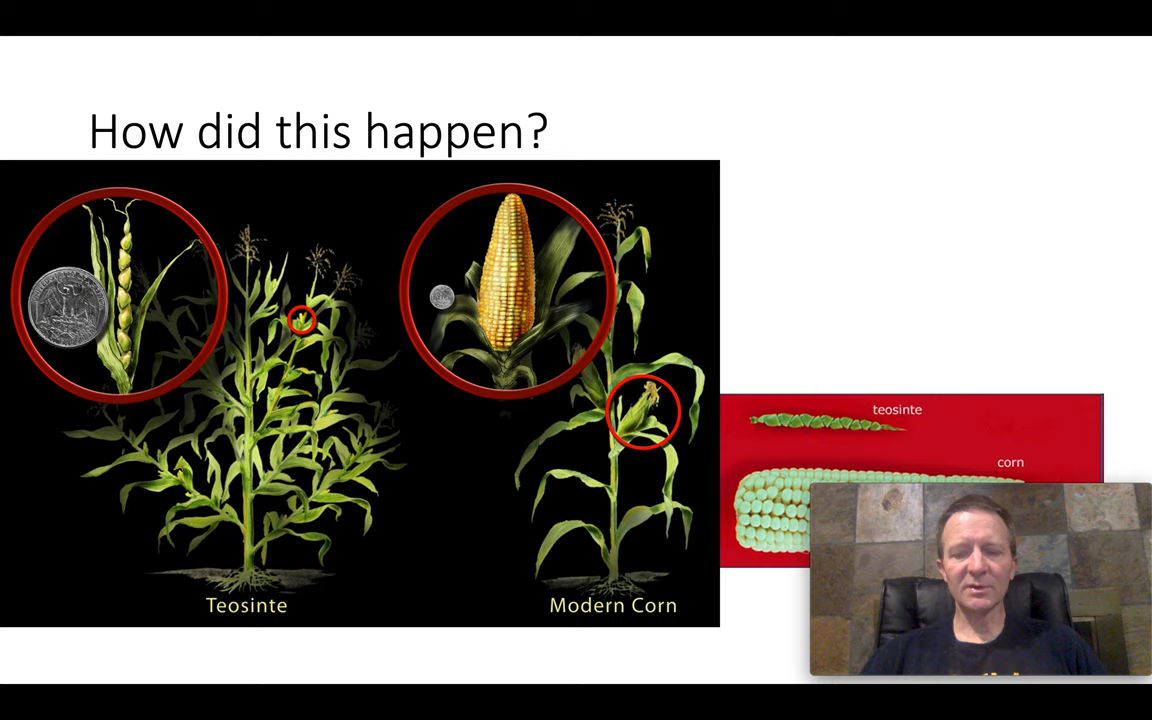 How did this happen?
teosinte
corn
Teosinte
Modern Corn